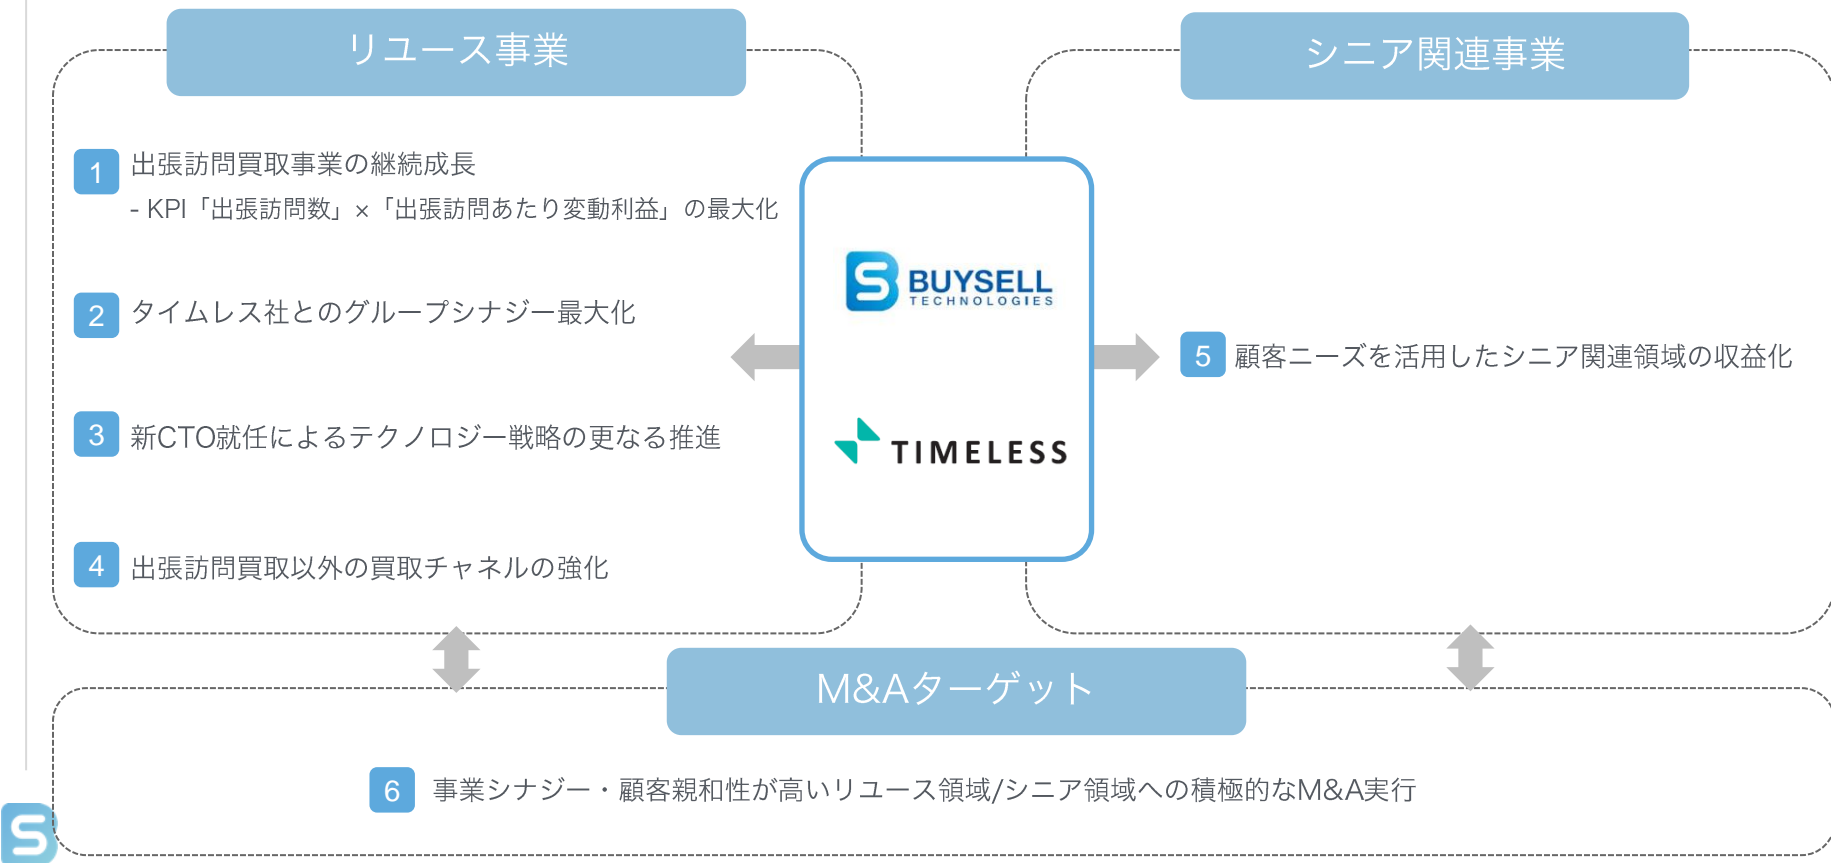 リユース事業
1 出張訪問買取事業の継続成長
- KPI「出張訪問数」×「出張訪問あたり変動利益」の最大化
2 タイムレス社とのグループシナジー最大化
3 新CTO就任によるテクノロジー戦略の更なる推進
4 出張訪問買取以外の買取チャネルの強化
BUYSELL
TECHNOLOGIES
TIMELESS
シニア関連事業
5 顧客ニーズを活用したシニア関連領域の収益化
M&Aターゲット
6 事業シナジー・顧客親和性が高いリユース領域/シニア領域への積極的なM&A実行